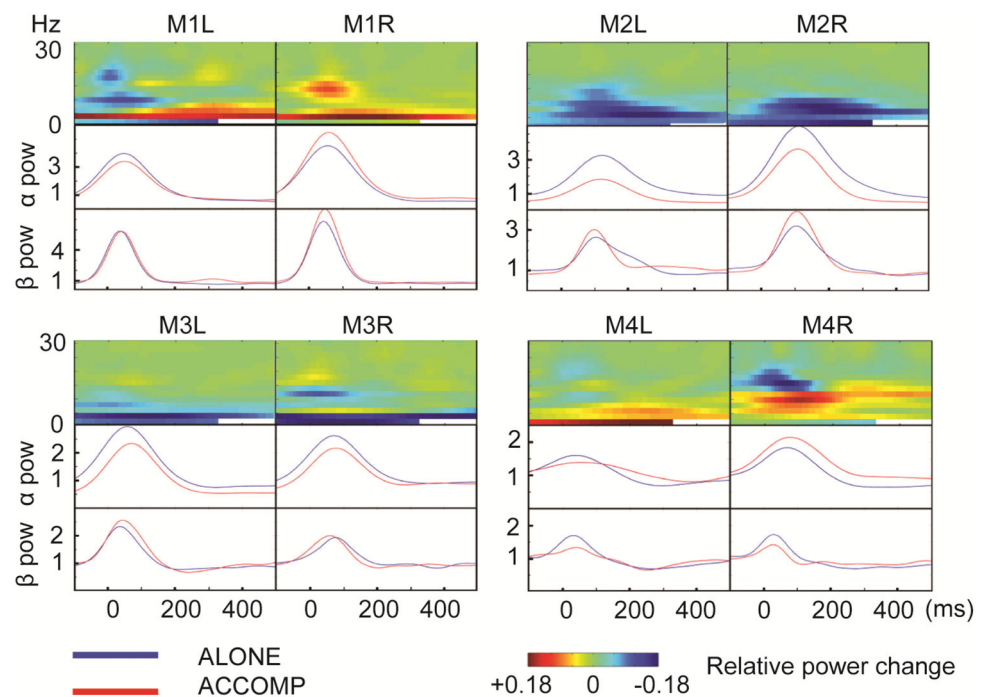 Hz M1L M1R M2L M2R
30
0
α pow 3 1 3 1
β pow 4 1 3 1
M3L M3R M4L M4R
30
0
α pow 2 1 2 1
β pow 2 1 2 1
0 200 400 0 200 400 0 200 400 0 200 400 (ms)
ALONE
ACCOMP
+0.18 0 -0.18 Relative power change